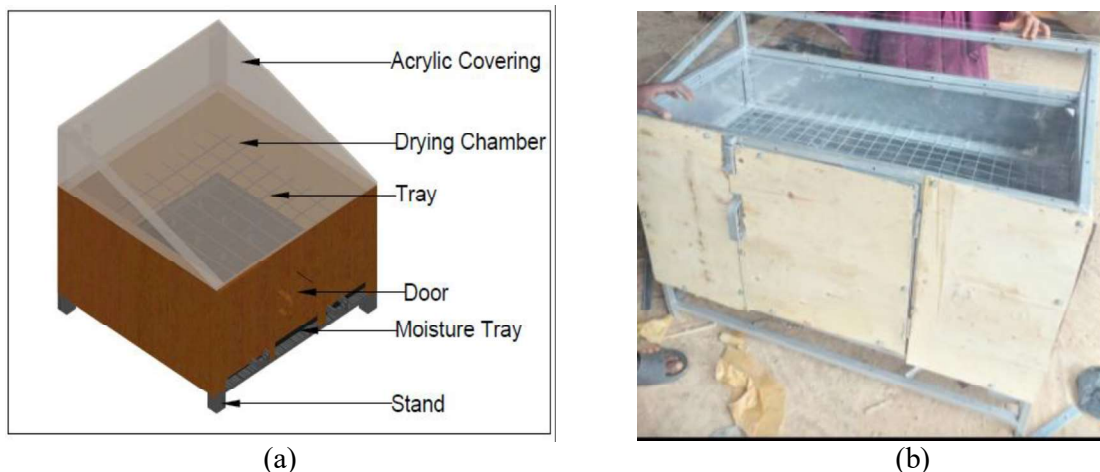 Acrylic Covering
Drying Chamber
Tray
Door
Moisture Tray
Stand
(a)
(b)